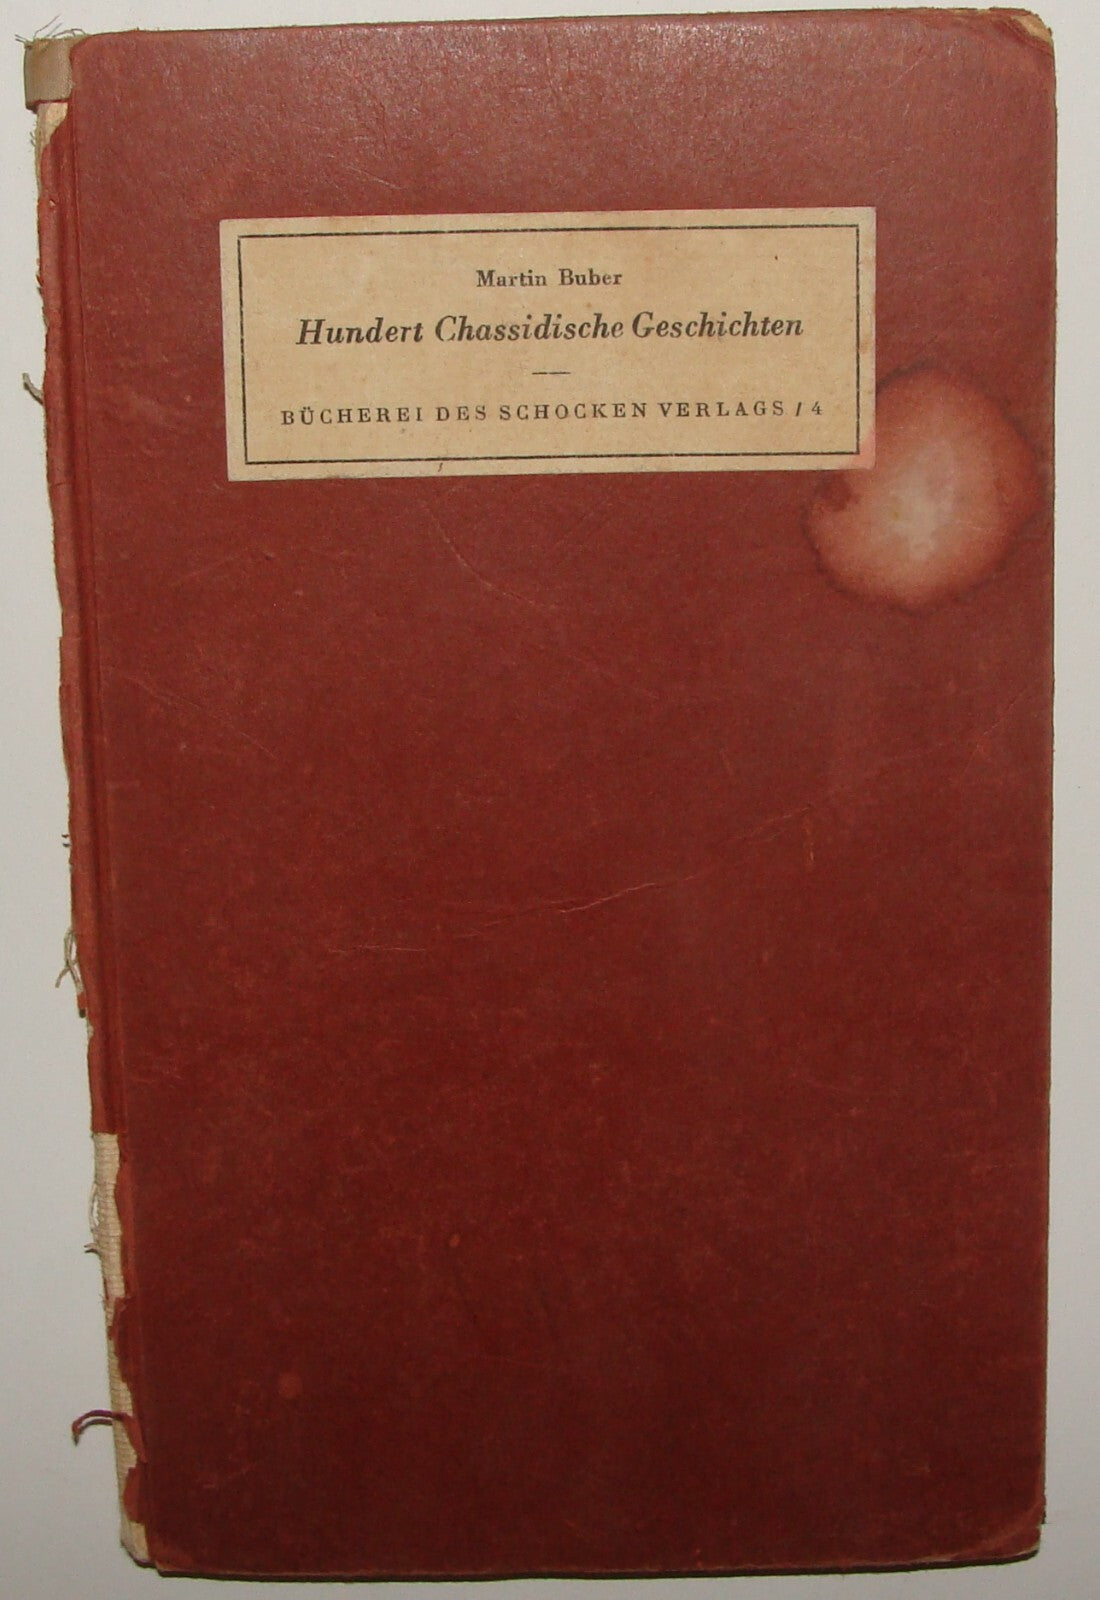 Martin Buber
Hundert Chassidische Geschichten
BÜCHEREI DES SCHOCKEN VERLAGS / 4